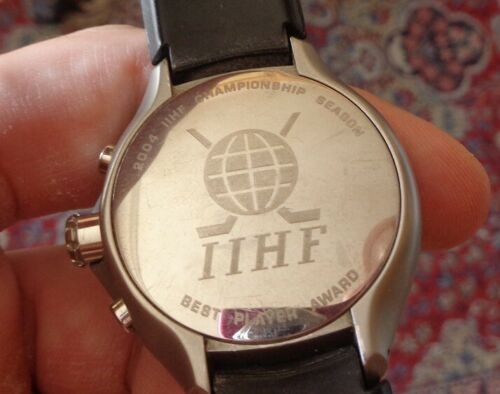 2004 IIHF CHAMPIONSHIP SEASON
IIHF
BEST PLAYER AWARD